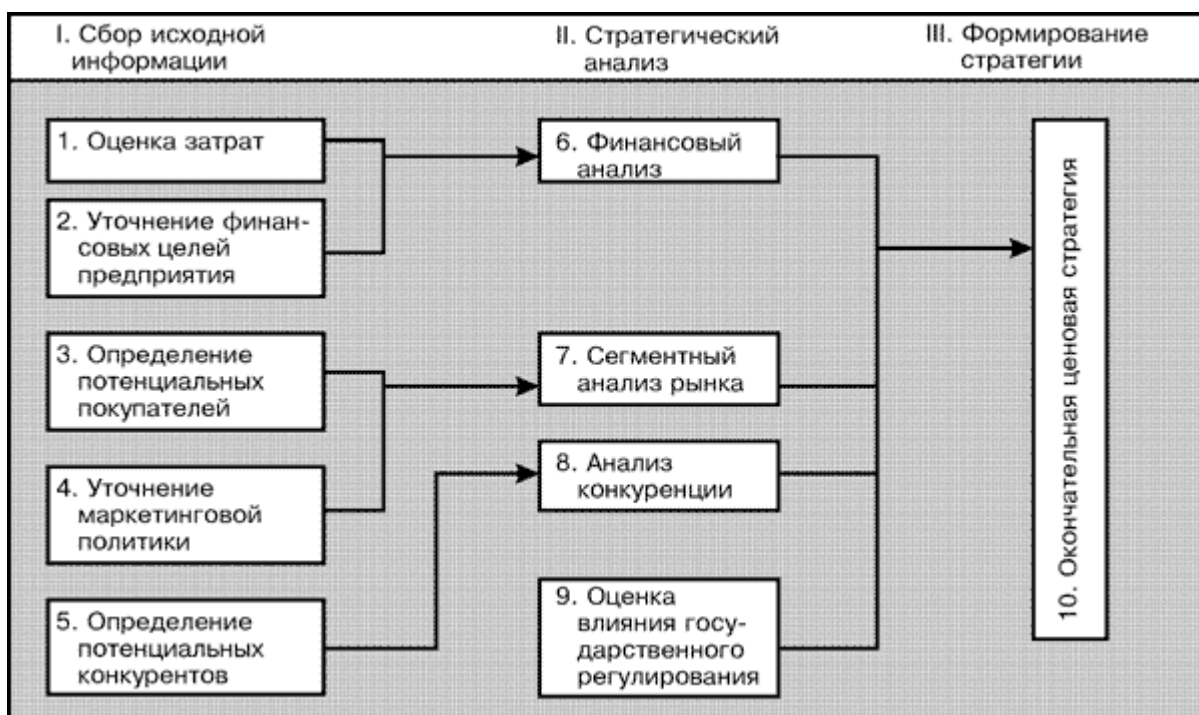 I. Сбор исходной
информации
II. Стратегический
анализ
III. Формирование
стратегии
1. Оценка затрат
2. Уточнение финан-
совых целей
предприятия
3. Определение
потенциальных
покупателей
4. Уточнение
маркетинговой
политики
5. Определение
потенциальных
конкурентов
6. Финансовый
анализ
7. Сегментный
анализ рынка
8. Анализ
конкуренции
9. Оценка
влияния госу-
дарственного
регулирования
10. Окончательная ценовая стратегия